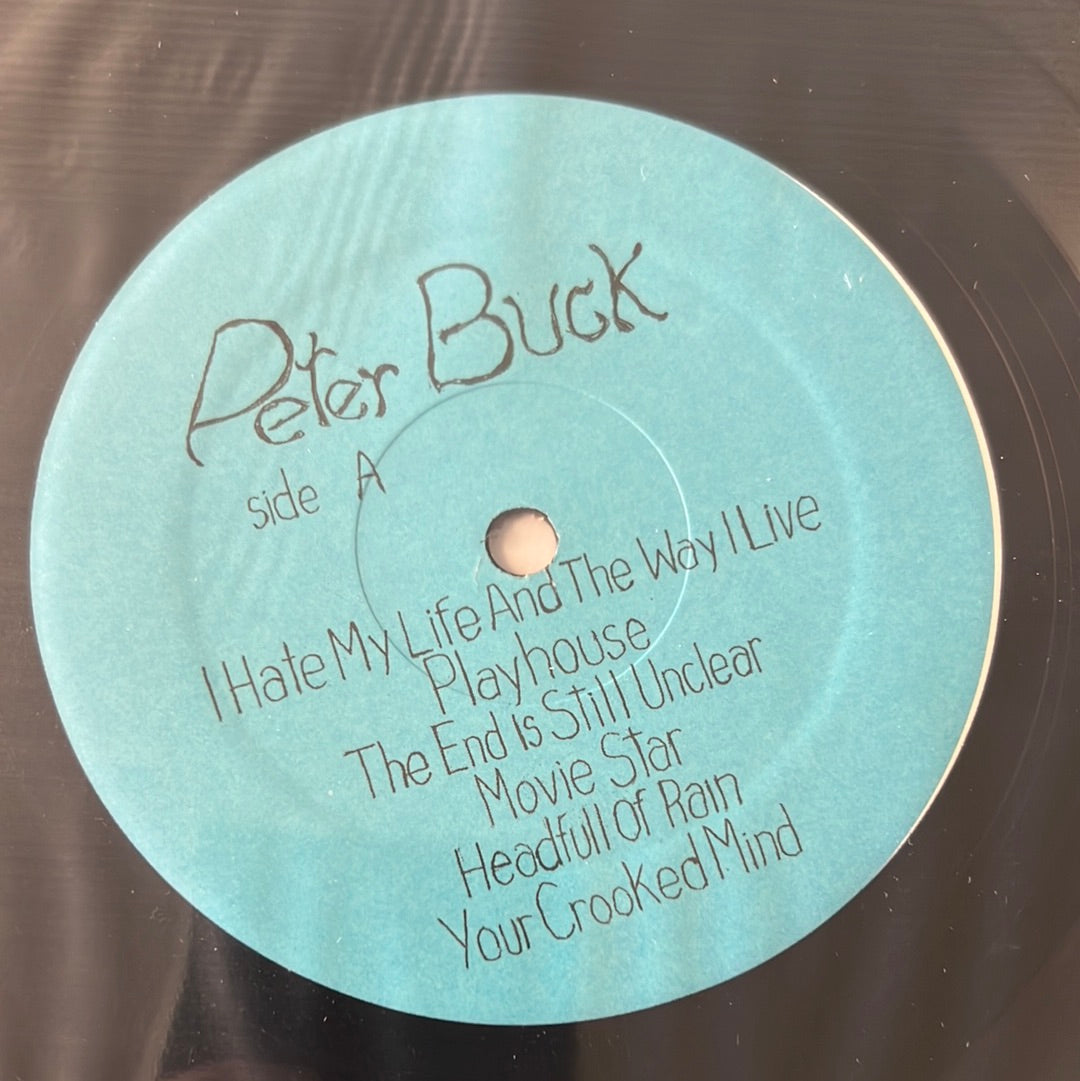 Peter Buck
side A
I Hate My Life And The Way I Live
Playhouse
The End Is Still Unclear
Movie Star
Headfull Of Rain
Your Crooked Mind